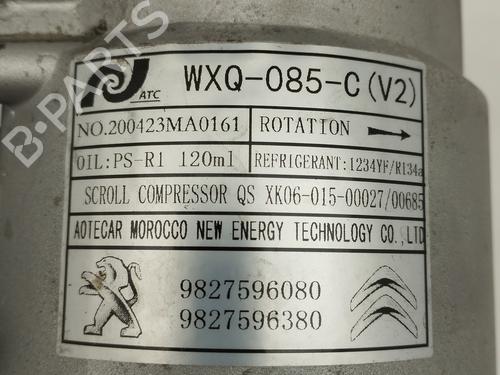 B-PARTS
ATC
WXQ-085-C(V2)
NO.200423MA0161
ROTATION
OIL:PS-R1 120ml
REFRIGERANT:1234YF/R134a
SCROLL COMPRESSOR QS XK06-015-00027/00685
AOTECAR MOROCCO NEW ENERGY TECHNOLOGY CO.,LTD
9827596080
9827596380